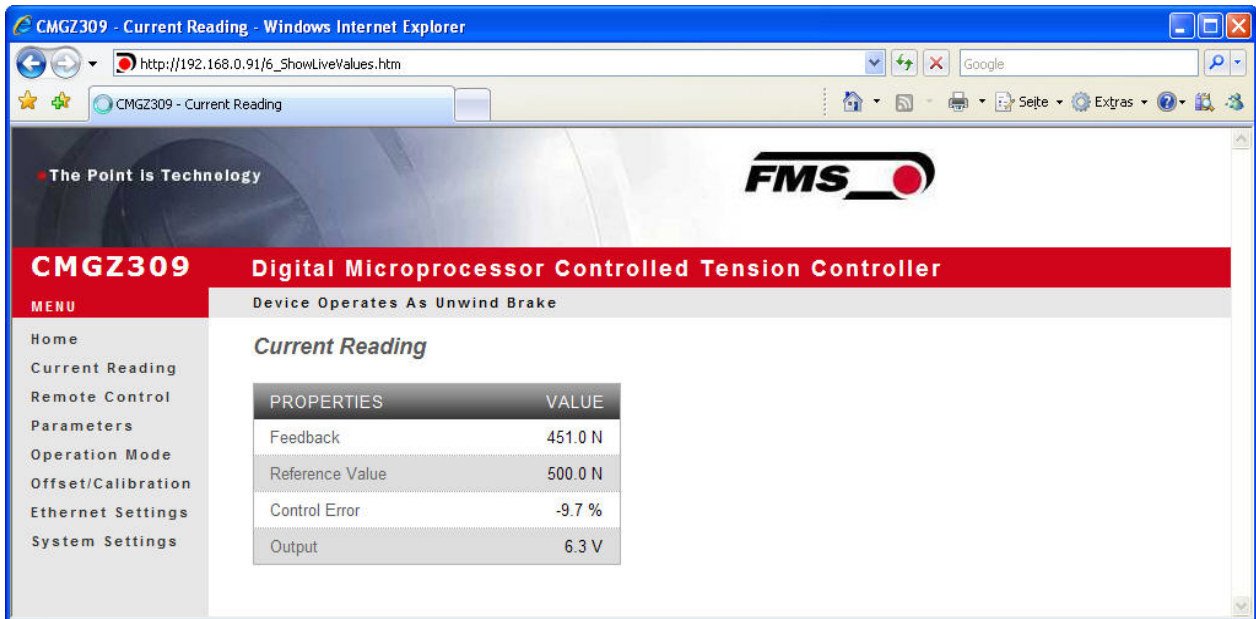 CMGZ309 - Current Reading - Windows Internet Explorer
http://192.168.0.91/6_ShowLiveValues.htm
Google
CMGZ309 - Current Reading
Seite
Extras
The Point is Technology
FMS
CMGZ309
Digital Microprocessor Controlled Tension Controller
MENU
Device Operates As Unwind Brake
Home
Current Reading
Remote Control
Parameters
Operation Mode
Offset/Calibration
Ethernet Settings
System Settings
Current Reading
PROPERTIES VALUE
Feedback 451.0 N
Reference Value 500.0 N
Control Error -9.7 %
Output 6.3 V